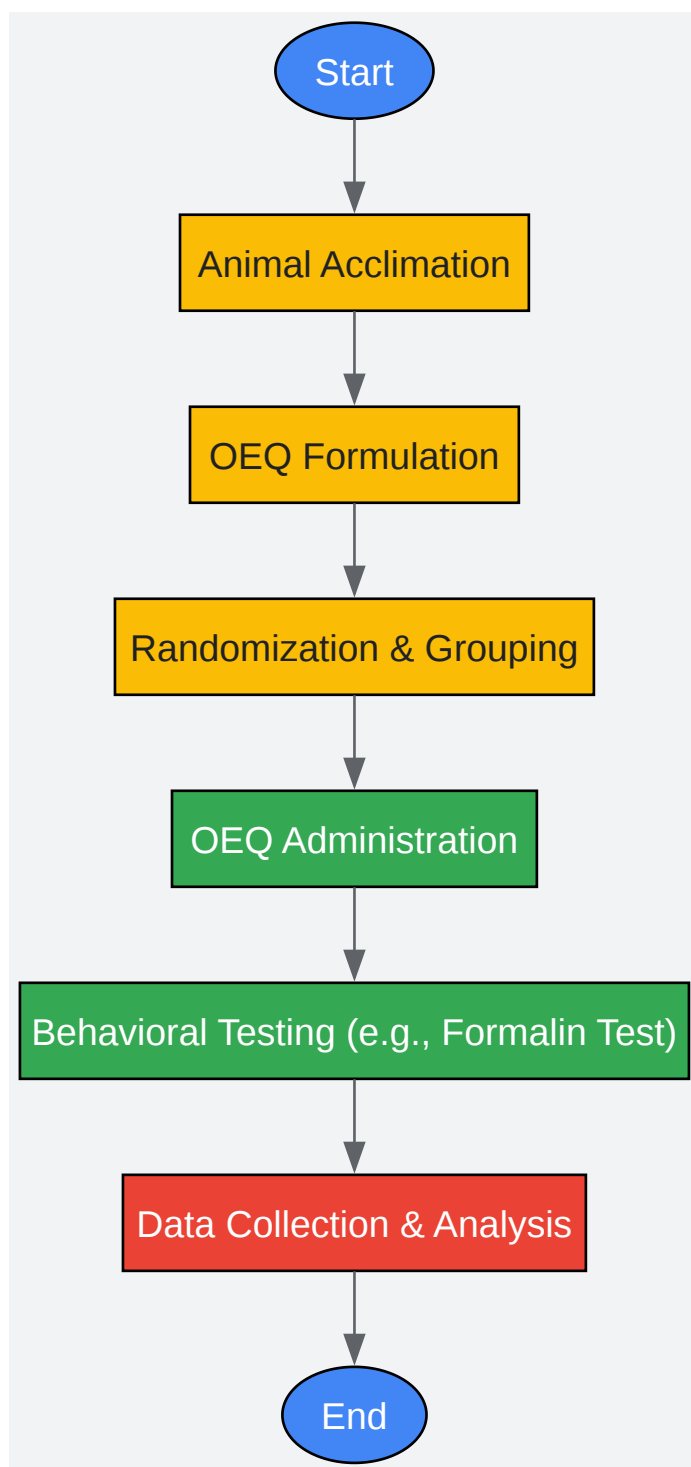 Start
Animal Acclimation
OEQ Formulation
Randomization & Grouping
OEQ Administration
Behavioral Testing (e.g., Formalin Test)
Data Collection & Analysis
End